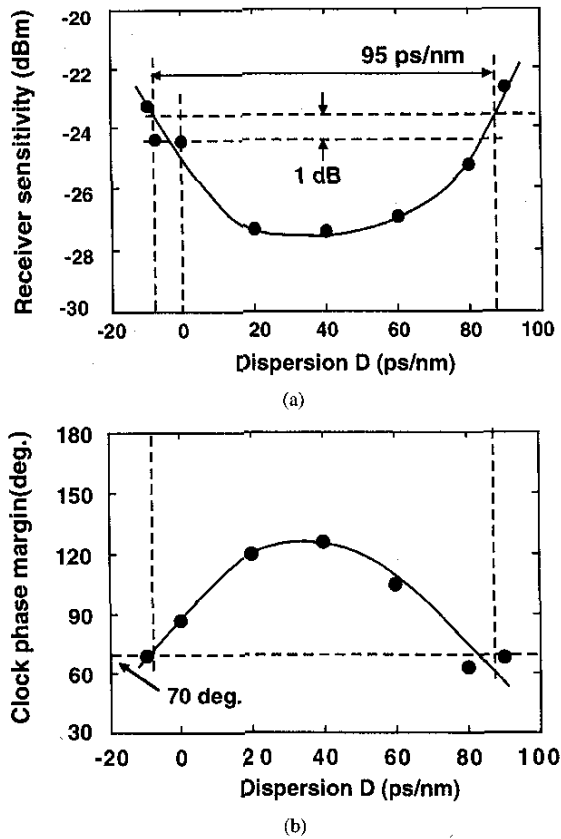 -20
95 ps/nm
-22
-24
1 dB
-26
-28
-30
Receiver sensitivity (dBm)
-20 0 20 40 60 80 100
Dispersion D (ps/nm)
(a)
180
150
120
90
60
30
Clock phase margin(deg.)
70 deg.
-20 0 20 40 60 80 100
Dispersion D (ps/nm)
(b)